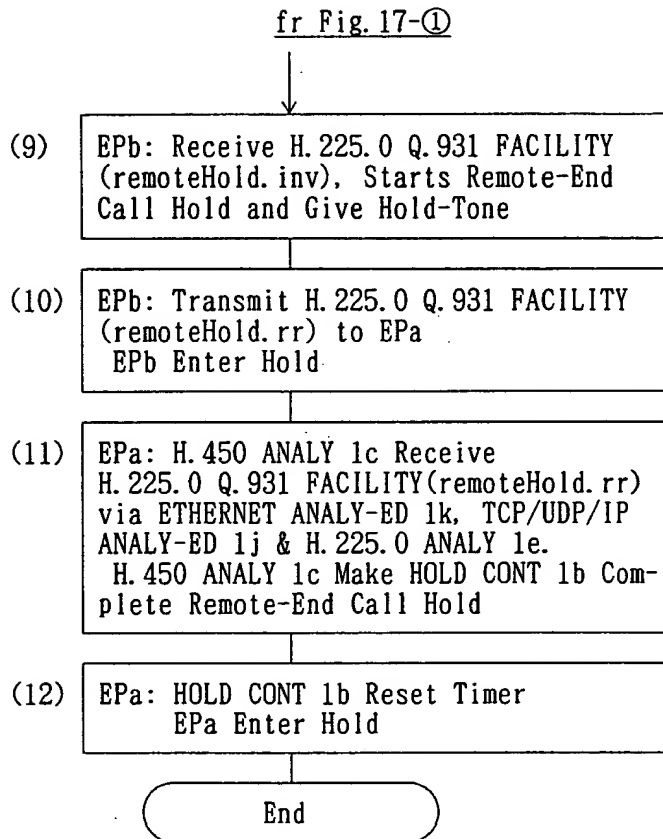 fr Fig. 17-①
(9) EPb: Receive H.225.0 Q.931 FACILITY
(remoteHold.inv), Starts Remote-End
Call Hold and Give Hold-Tone
(10) EPb: Transmit H.225.0 Q.931 FACILITY
(remoteHold.rr) to EPa
EPb Enter Hold
(11) EPa: H.450 ANALY 1c Receive
H.225.0 Q.931 FACILITY(remoteHold.rr)
via ETHERNET ANALY-ED 1k, TCP/UDP/IP
ANALY-ED 1j & H.225.0 ANALY 1e.
H.450 ANALY 1c Make HOLD CONT 1b Com-
plete Remote-End Call Hold
(12) EPa: HOLD CONT 1b Reset Timer
EPa Enter Hold
End